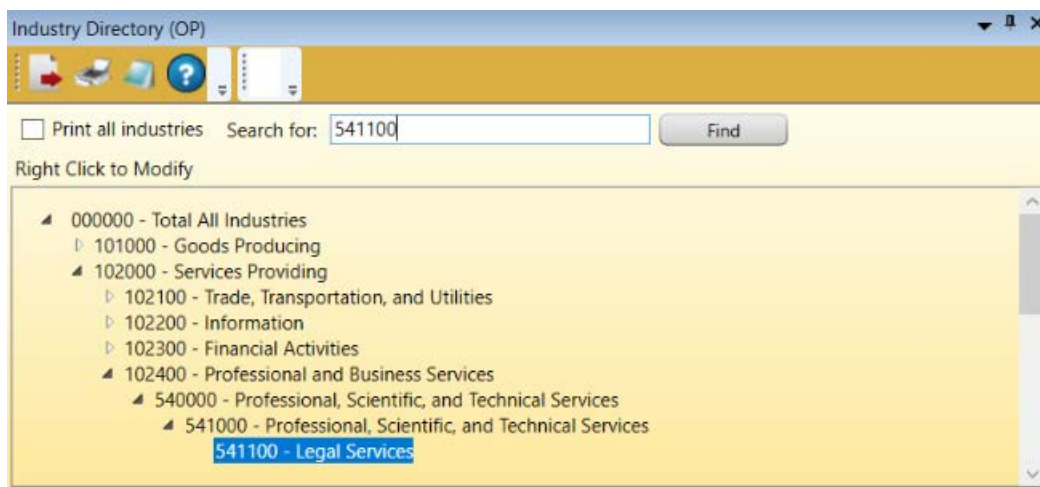 Industry Directory (OP)
?
Print all industries Search for: 541100 Find
Right Click to Modify
000000 - Total All Industries
101000 - Goods Producing
102000 - Services Providing
102100 - Trade, Transportation, and Utilities
102200 - Information
102300 - Financial Activities
102400 - Professional and Business Services
540000 - Professional, Scientific, and Technical Services
541000 - Professional, Scientific, and Technical Services
541100 - Legal Services